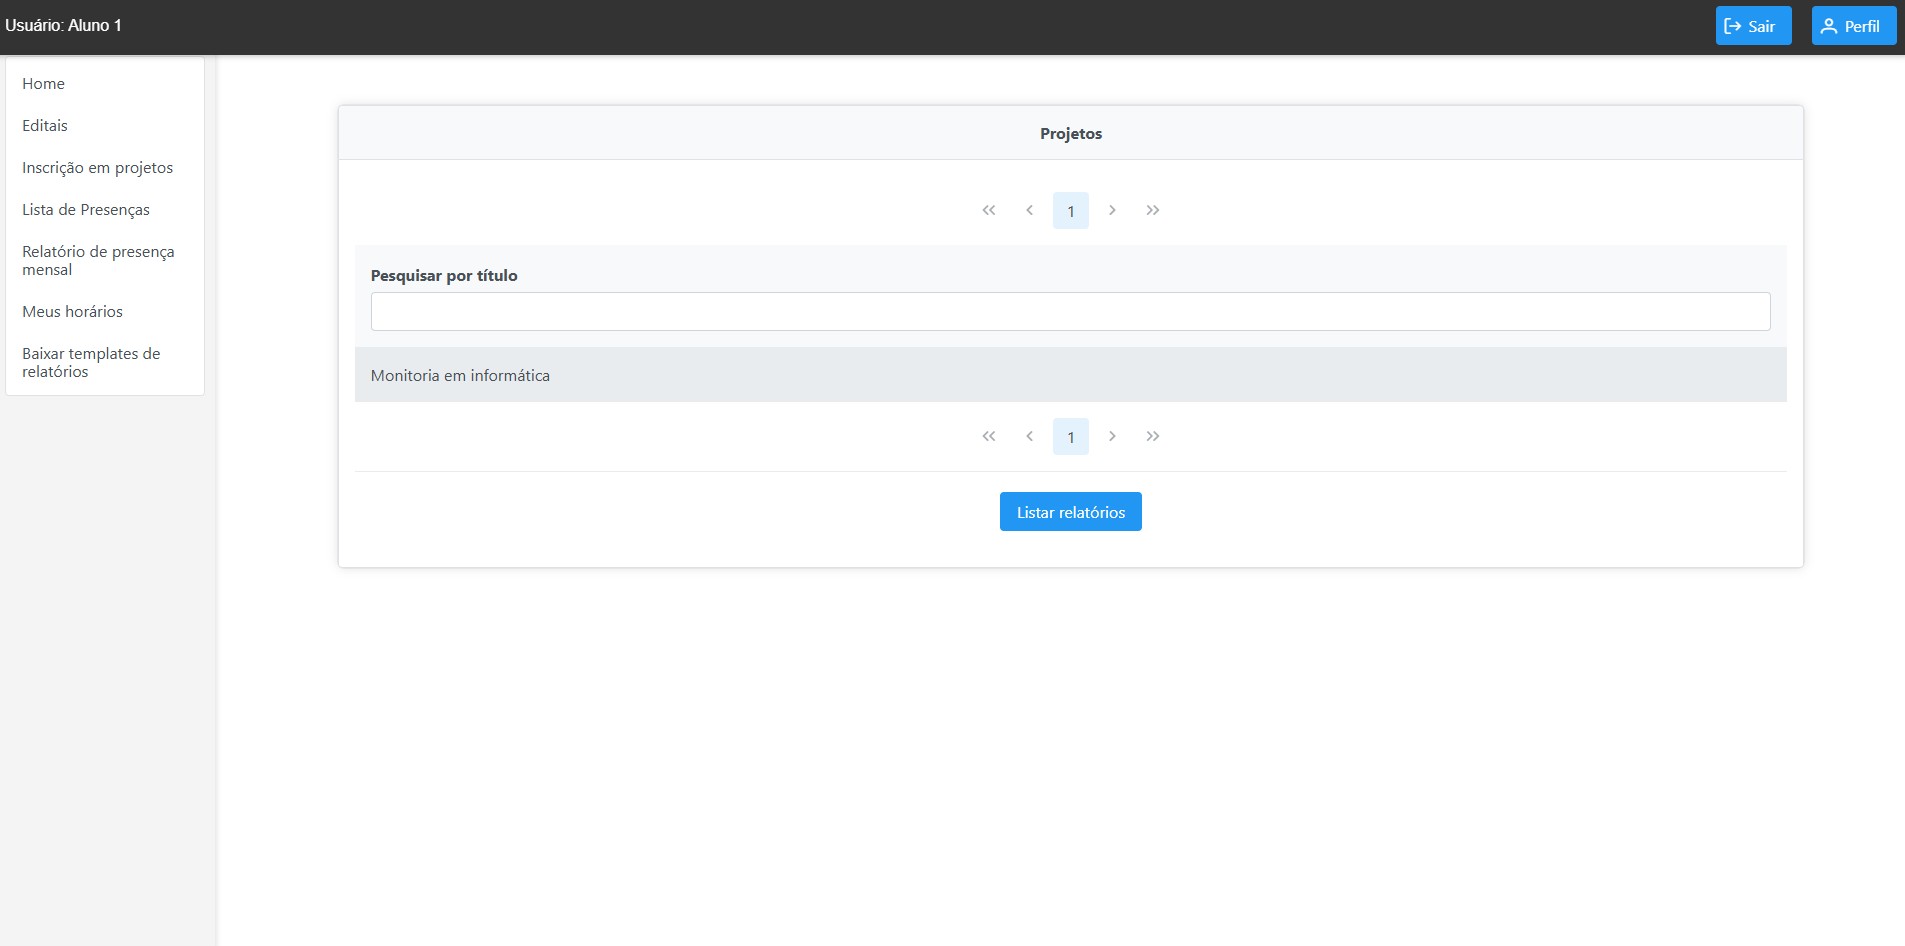 Usuário: Aluno 1
Sair
Perfil
Home
Editais
Inscrição em projetos
Lista de Presenças
Relatório de presença
mensal
Meus horários
Baixar templates de
relatórios
Projetos
1
Pesquisar por título
Monitoria em informática
1
Listar relatórios